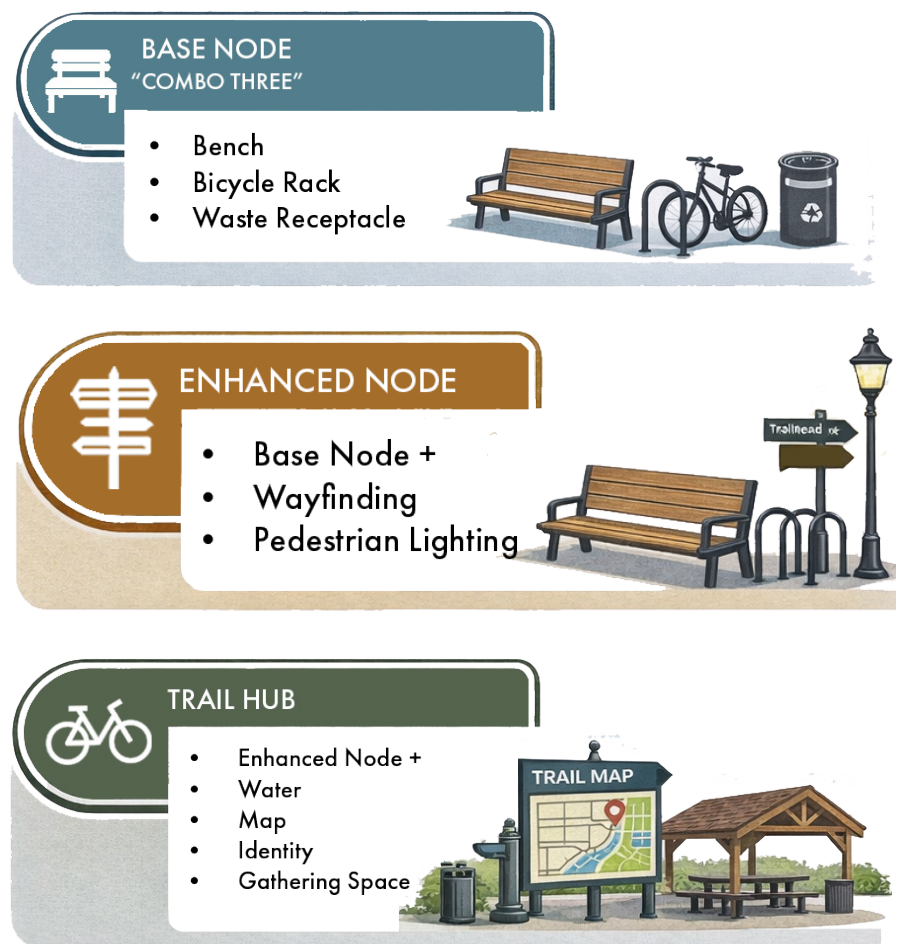 BASE NODE
“COMBO THREE”
• Bench
• Bicycle Rack
• Waste Receptacle
ENHANCED NODE
• Base Node +
• Wayfinding
• Pedestrian Lighting
Trailhead
TRAIL HUB
• Enhanced Node +
• Water
• Map
• Identity
• Gathering Space
TRAIL MAP